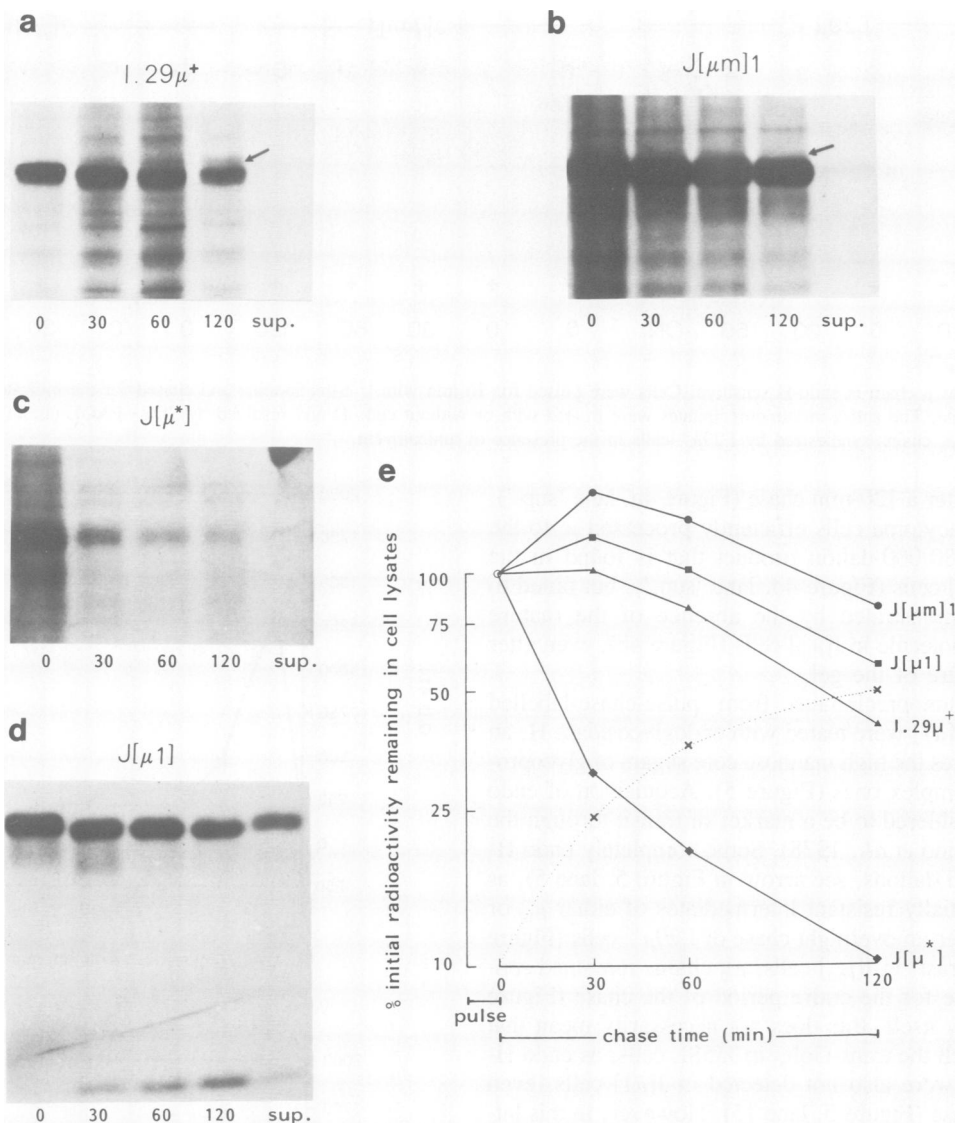 a
1.29μ+
0 30 60 120 sup.
b
J[μm]1
0 30 60 120 sup.
c
J[μ*]
0 30 60 120 sup.
d
J[μ1]
0 30 60 120 sup.
e
% initial radioactivity remaining in cell lysates
100
75
50
25
10
J[μm]1
J[μ1]
1.29μ+
J[μ*]
0 30 60 120
pulse
chase time (min)